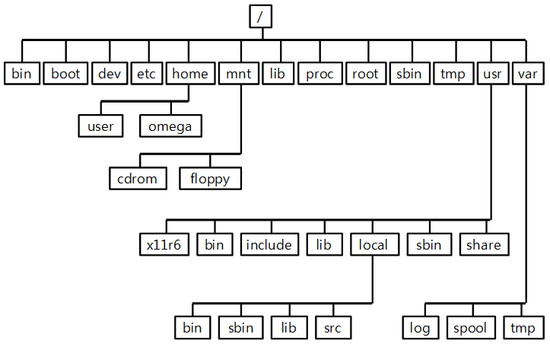 /
bin boot dev etc home mnt lib proc root sbin tmp usr var
user omega
cdrom floppy
x11r6 bin include lib local sbin share
bin sbin lib src log spool tmp